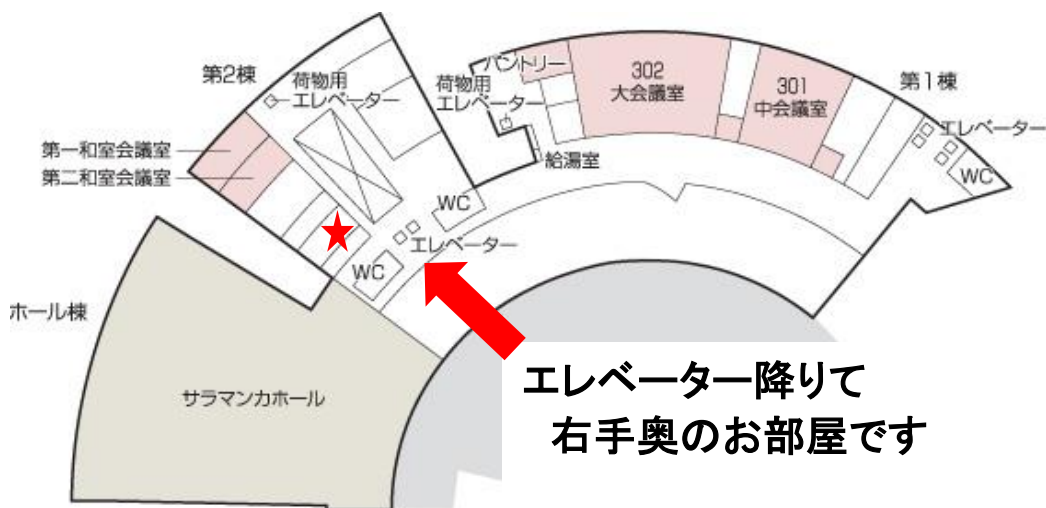 第2棟
荷物用
エレベーター
第一和室会議室
第二和室会議室
WC
エレベーター
WC
荷物用
エレベーター
パントリー
給湯室
302
大会議室
301
中会議室
第1棟
エレベーター
WC
ホール棟
サラマンカホール
エレベーター降りて
右手奥のお部屋です